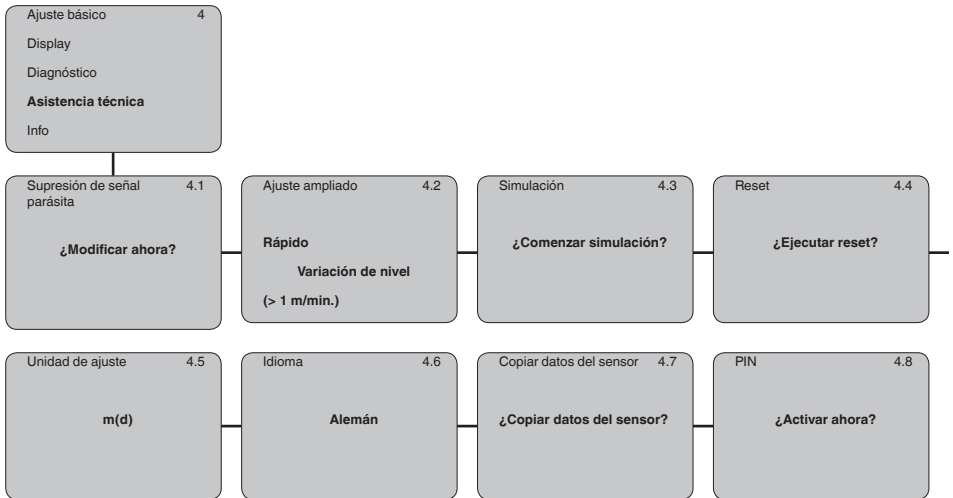 Ajuste básico 4
Display
Diagnóstico
Asistencia técnica
Info
Supresión de señal 4.1
parásita
¿Modificar ahora?
Ajuste ampliado 4.2
Rápido
Variación de nivel
(> 1 m/min.)
Simulación 4.3
¿Comenzar simulación?
Reset 4.4
¿Ejecutar reset?
Unidad de ajuste 4.5
m(d)
Idioma 4.6
Alemán
Copiar datos del sensor 4.7
¿Copiar datos del sensor?
PIN 4.8
¿Activar ahora?